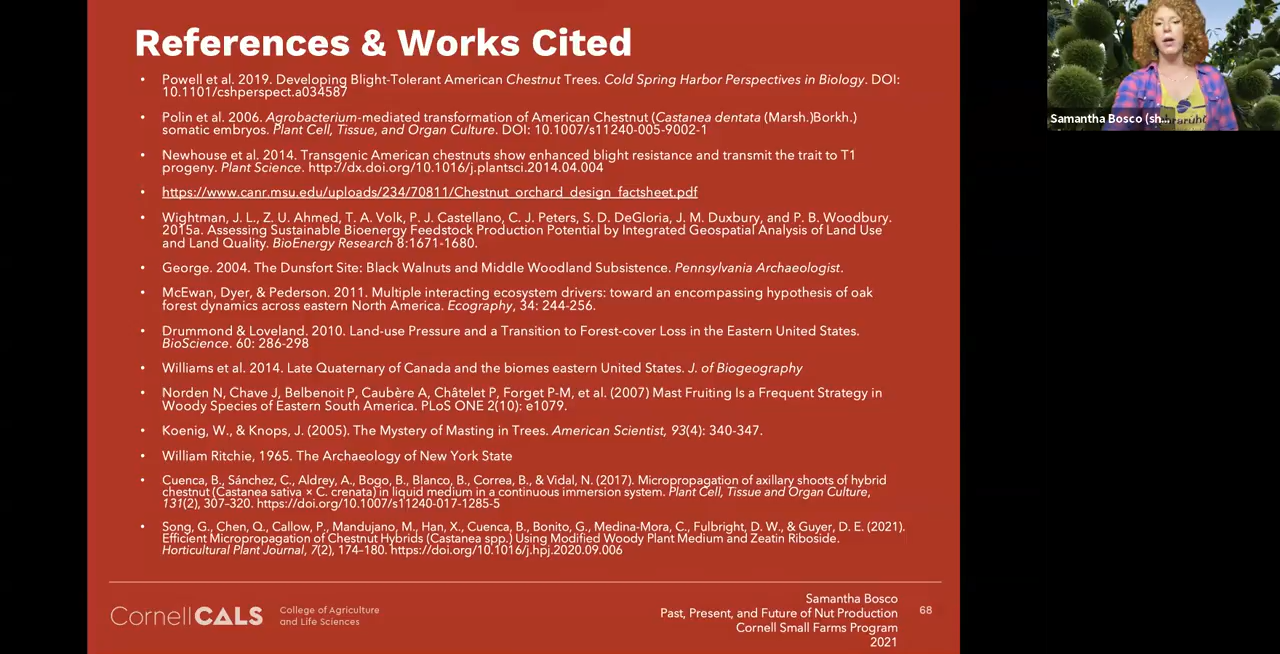 References & Works Cited
• Powell et al. 2019. Developing Blight-Tolerant American Chestnut Trees. Cold Spring Harbor Perspectives in Biology. DOI:
10.1101/cshperspect.a034587
• Polin et al. 2006. Agrobacterium-mediated transformation of American Chestnut (Castanea dentata (Marsh.)Borkh.)
somatic embryos. Plant Cell, Tissue, and Organ Culture. DOI: 10.1007/s11240-005-9002-1
• Newhouse et al. 2014. Transgenic American chestnuts show enhanced blight resistance and transmit the trait to T1
progeny. Plant Science. http://dx.doi.org/10.1016/j.plantsci.2014.04.004
• https://www.canr.msu.edu/uploads/234/70811/Chestnut_orchard_design_factsheet.pdf
• Wightman, J. L., Z. U. Ahmed, T. A. Volk, P. J. Castellano, C. J. Peters, S. D. DeGloria, J. M. Duxbury, and P. B. Woodbury.
2015a. Assessing Sustainable Bioenergy Feedstock Production Potential by Integrated Geospatial Analysis of Land Use
and Land Quality. BioEnergy Research 8:1671-1680.
• George. 2004. The Dunsfort Site: Black Walnuts and Middle Woodland Subsistence. Pennsylvania Archaeologist.
• McEwan, Dyer, & Pederson. 2011. Multiple interacting ecosystem drivers: toward an encompassing hypothesis of oak
forest dynamics across eastern North America. Ecography, 34: 244-256.
• Drummond & Loveland. 2010. Land-use Pressure and a Transition to Forest-cover Loss in the Eastern United States.
BioScience. 60: 286-298
• Williams et al. 2014. Late Quaternary of Canada and the biomes eastern United States. J. of Biogeography
• Norden N, Chave J, Belbenoit P, Caubère A, Châtelet P, Forget P-M, et al. (2007) Mast Fruiting Is a Frequent Strategy in
Woody Species of Eastern South America. PLoS ONE 2(10): e1079.
• Koenig, W., & Knops, J. (2005). The Mystery of Masting in Trees. American Scientist, 93(4): 340-347.
• William Ritchie, 1965. The Archaeology of New York State
• Cuenca, B., Sánchez, C., Aldrey, A., Bogo, B., Blanco, B., Correa, B., & Vidal, N. (2017). Micropropagation of axillary shoots of hybrid
chestnut (Castanea sativa × C. crenata) in liquid medium in a continuous immersion system. Plant Cell, Tissue and Organ Culture,
131(2), 307–320. https://doi.org/10.1007/s11240-017-1285-5
• Song, G., Chen, Q., Callow, P., Mandujano, M., Han, X., Cuenca, B., Bonito, G., Medina-Mora, C., Fulbright, D. W., & Guyer, D. E. (2021).
Efficient Micropropagation of Chestnut Hybrids (Castanea spp.) Using Modified Woody Plant Medium and Zeatin Riboside.
Horticultural Plant Journal, 7(2), 174–180. https://doi.org/10.1016/j.hpj.2020.09.006
CornellCALS
College of Agriculture
and Life Sciences
Samantha Bosco
Past, Present, and Future of Nut Production
Cornell Small Farms Program
2021
68
Samantha Bosco (sh...